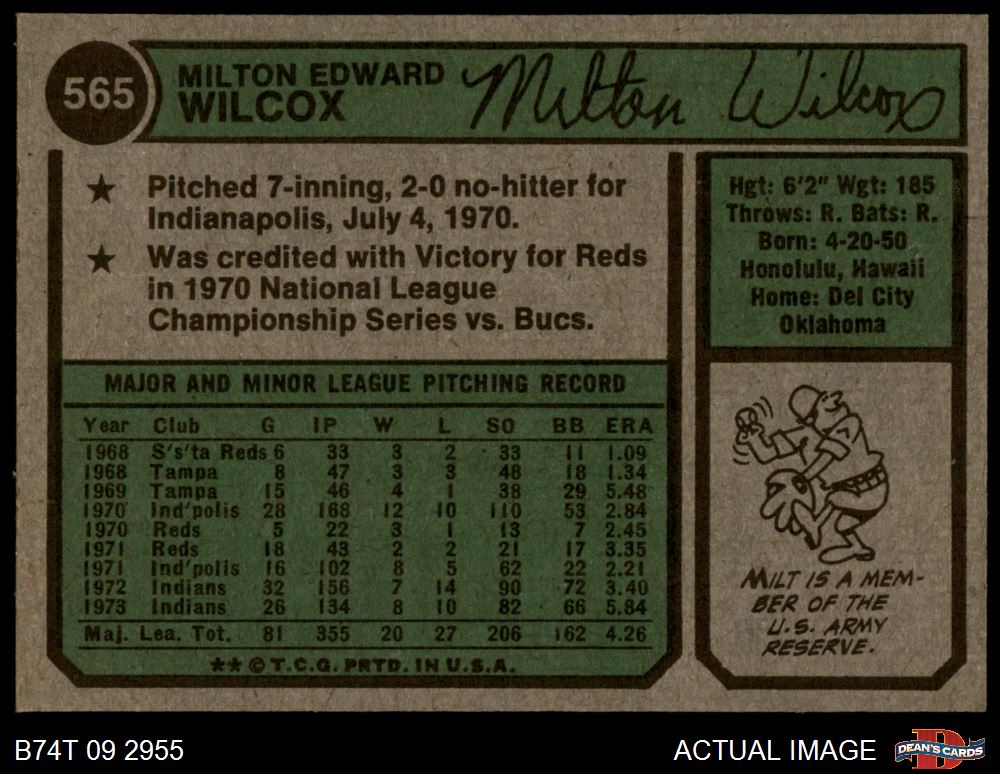 565
MILTON EDWARD
WILCOX
Milton Wilcox
★ Pitched 7-inning, 2-0 no-hitter for
Indianapolis, July 4, 1970.
★ Was credited with Victory for Reds
in 1970 National League
Championship Series vs. Bucs.
Hgt: 6'2" Wgt: 185
Throws: R. Bats: R.
Born: 4-20-50
Honolulu, Hawaii
Home: Del City
Oklahoma
MAJOR AND MINOR LEAGUE PITCHING RECORD
Year Club G IP W L SO BB ERA
1968 S's'ta Reds 6 33 3 2 33 11 1.09
1968 Tampa 8 47 3 3 48 18 1.34
1969 Tampa 15 46 4 1 38 29 5.48
1970 Ind'polis 28 168 12 10 110 53 2.84
1970 Reds 5 22 3 1 13 7 2.45
1971 Reds 18 43 2 2 21 17 3.35
1971 Ind'polis 16 102 8 5 62 22 2.21
1972 Indians 32 156 7 14 90 72 3.40
1973 Indians 26 134 8 10 82 66 5.84
Maj. Lea. Tot. 81 355 20 27 206 162 4.26
★★ © T.C.G. PRTD. IN U.S.A.
MILT IS A MEM-
BER OF THE
U.S. ARMY
RESERVE.
B74T 09 2955
ACTUAL IMAGE
D
DEAN'S CARDS